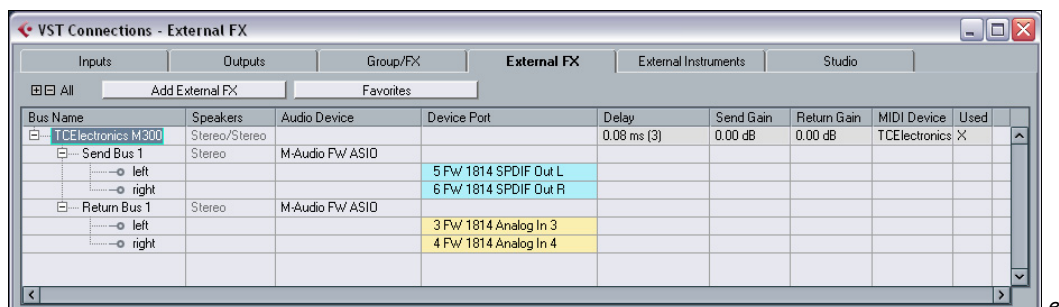 VST Connections - External FX
Inputs Outputs Group/FX External FX External Instruments Studio
All Add External FX Favorites
Bus Name Speakers Audio Device Device Port Delay Send Gain Return Gain MIDI Device Used
TCElectronics M300 Stereo/Stereo 0.08 ms (3) 0.00 dB 0.00 dB TCElectronics X
Send Bus 1 Stereo M-Audio FW ASIO
left 5 FW 1814 SPDIF Out L
right 6 FW 1814 SPDIF Out R
Return Bus 1 Stereo M-Audio FW ASIO
left 3 FW 1814 Analog In 3
right 4 FW 1814 Analog In 4